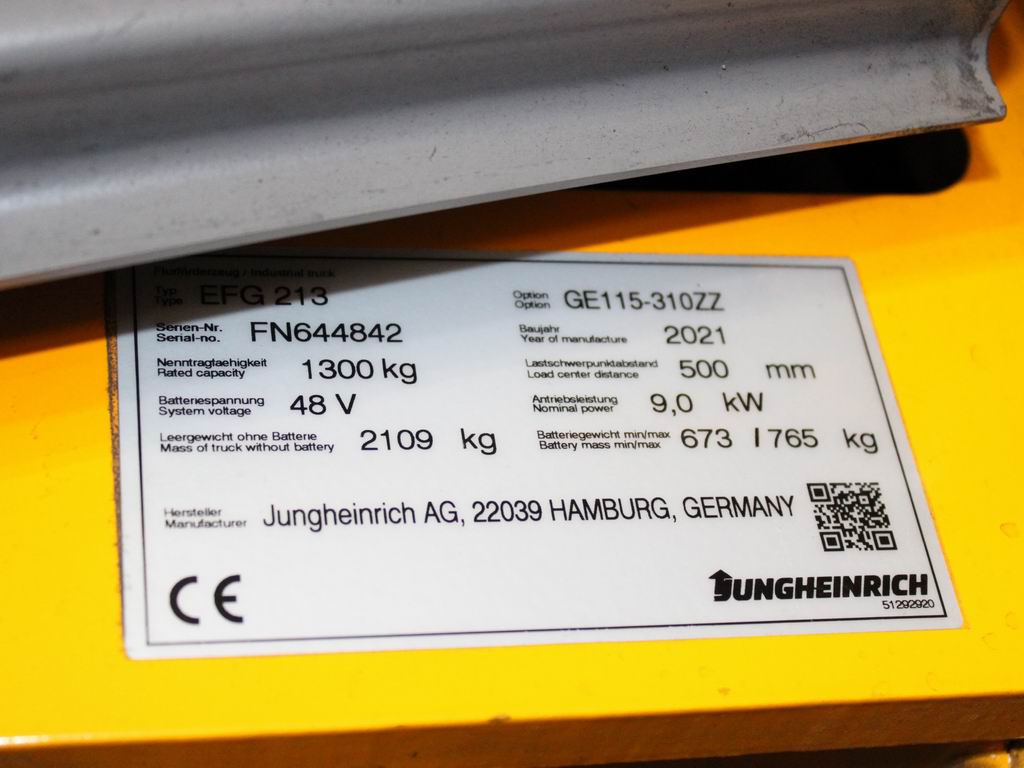 Flurförderzeug / Industrial truck
Typ
Type EFG 213
Option
Option GE115-310ZZ
Serien-Nr.
Serial-no. FN644842
Baujahr
Year of manufacture 2021
Nenntragfaehigkeit
Rated capacity 1300 kg
Lastschwerpunktabstand
Load center distance 500 mm
Batteriespannung
System voltage 48 V
Antriebsleistung
Nominal power 9,0 kW
Leergewicht ohne Batterie
Mass of truck without battery 2109 kg
Batteriegewicht min/max
Battery mass min/max 673 / 765 kg
Hersteller
Manufacturer Jungheinrich AG, 22039 HAMBURG, GERMANY
CE
JUNGHEINRICH
51292920